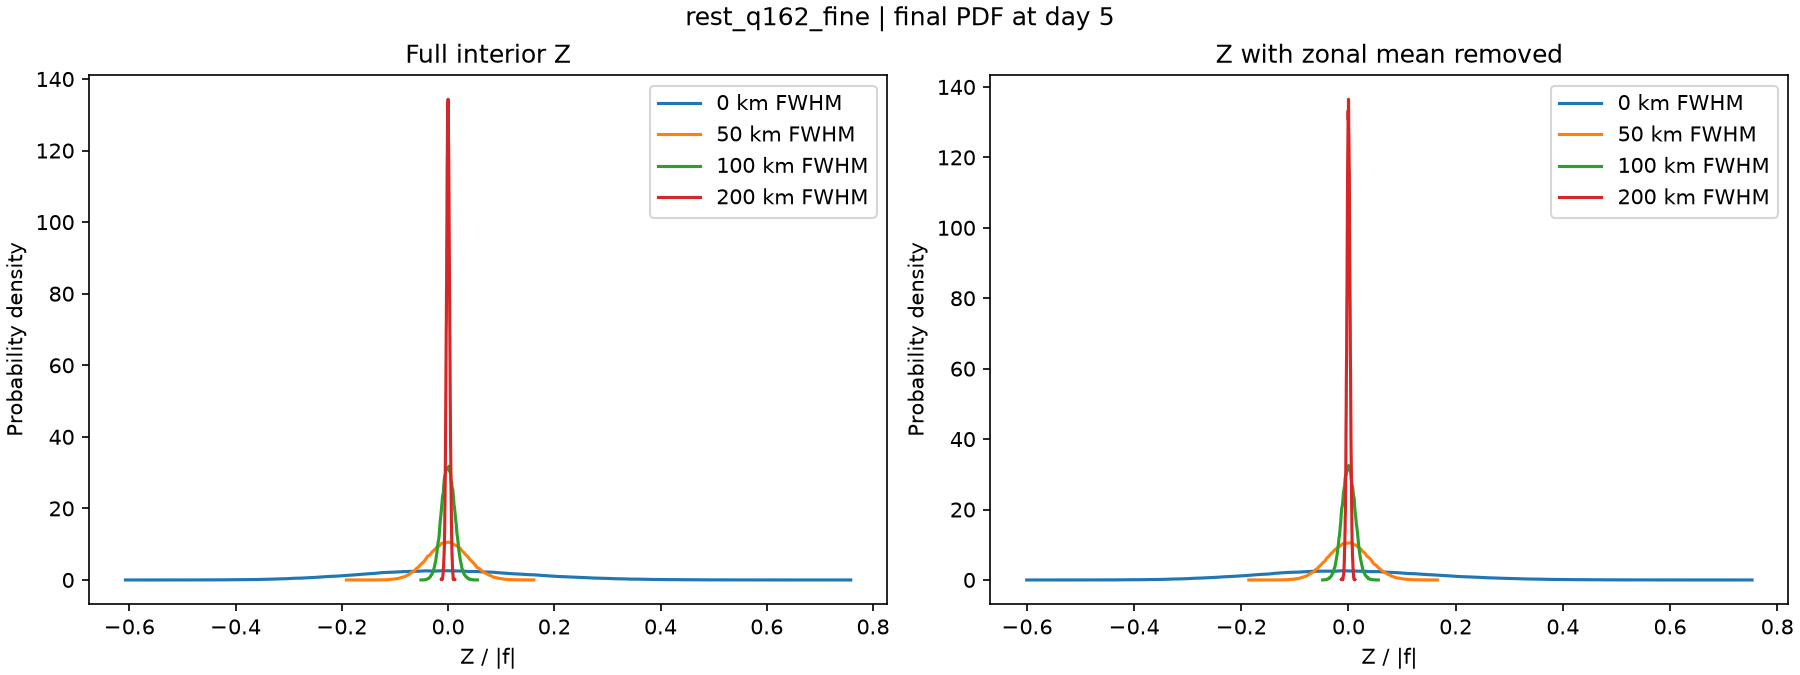 rest_q162_fine | final PDF at day 5
Full interior Z
Probability density
140
120
100
80
60
40
20
0
−0.6 −0.4 −0.2 0.0 0.2 0.4 0.6 0.8
Z / |f|
0 km FWHM
50 km FWHM
100 km FWHM
200 km FWHM
Z with zonal mean removed
Probability density
140
120
100
80
60
40
20
0
−0.6 −0.4 −0.2 0.0 0.2 0.4 0.6 0.8
Z / |f|
0 km FWHM
50 km FWHM
100 km FWHM
200 km FWHM